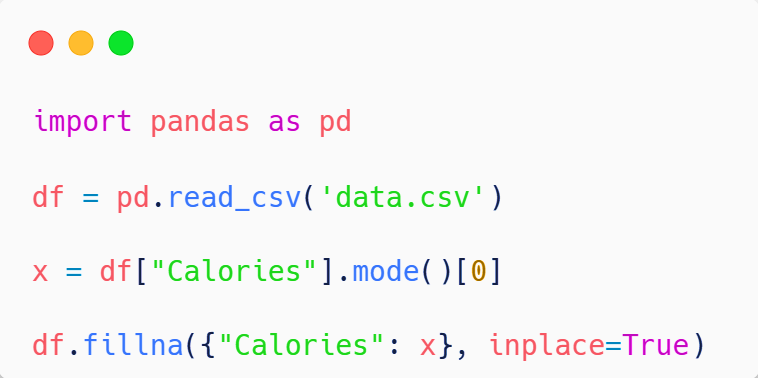 import pandas as pd
df = pd.read_csv('data.csv')
x = df["Calories"].mode()[0]
df.fillna({"Calories": x}, inplace=True)